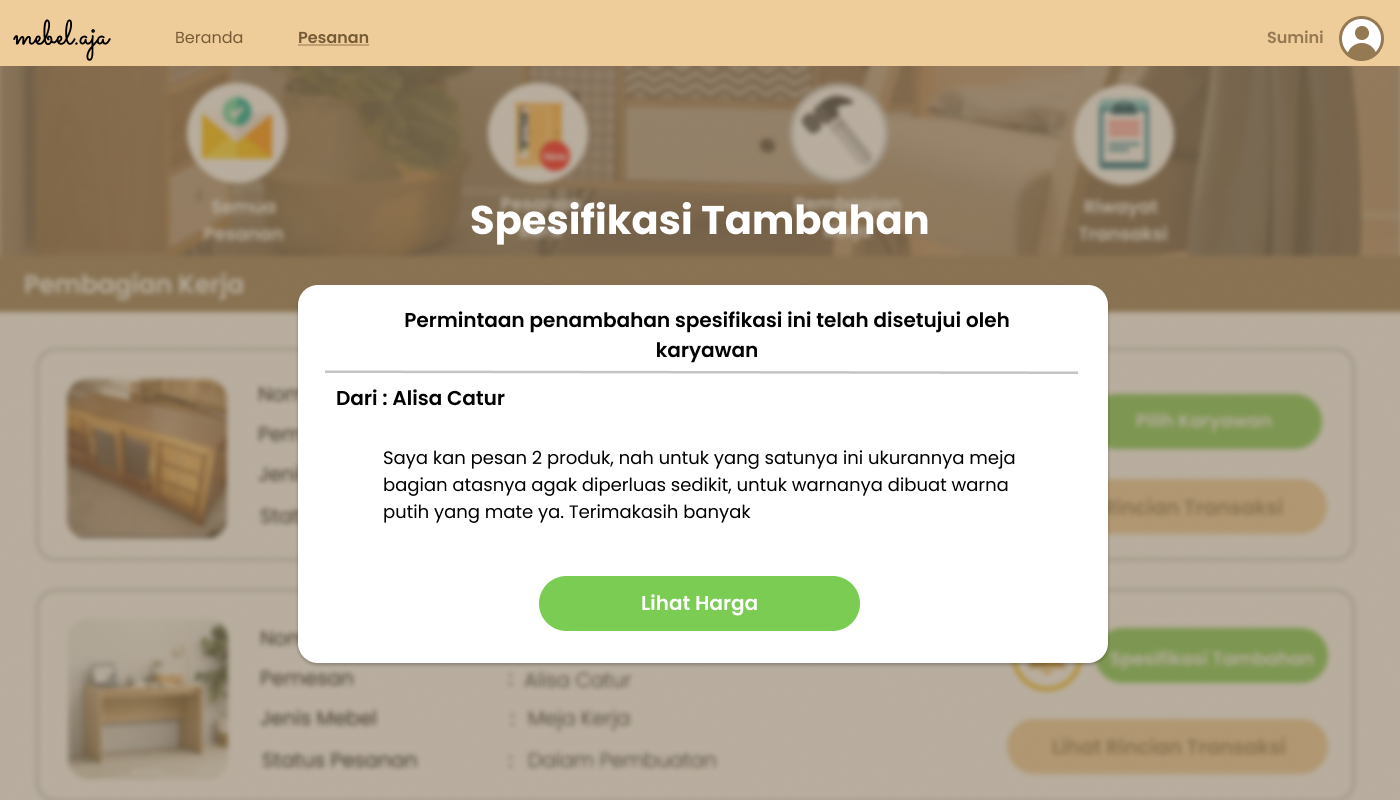 mebel.aja
Beranda
Pesanan
Sumini
Semua
Pesanan
Riwayat
Transaksi
Spesifikasi Tambahan
Pembagian Kerja
Permintaan penambahan spesifikasi ini telah disetujui oleh
karyawan
Dari : Alisa Catur
Saya kan pesan 2 produk, nah untuk yang satunya ini ukurannya meja
bagian atasnya agak diperluas sedikit, untuk warnanya dibuat warna
putih yang mate ya. Terimakasih banyak
Lihat Harga
Pilih Karyawan
Rincian Transaksi
Spesifikasi Tambahan
Pemesan : Alisa Catur
Jenis Mebel : Meja Kerja
Lihat Rincian Transaksi
Status Pesanan : Dalam Pembuatan